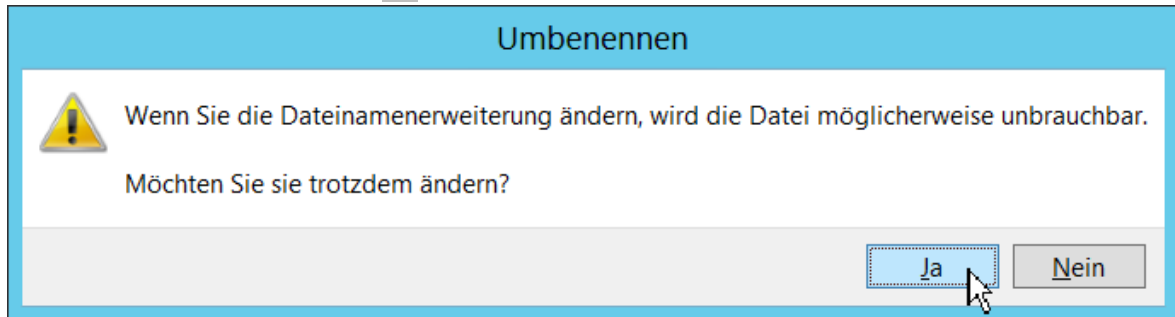 Umbenennen
Wenn Sie die Dateinamenerweiterung ändern, wird die Datei möglicherweise unbrauchbar.
Möchten Sie sie trotzdem ändern?
Ja
Nein